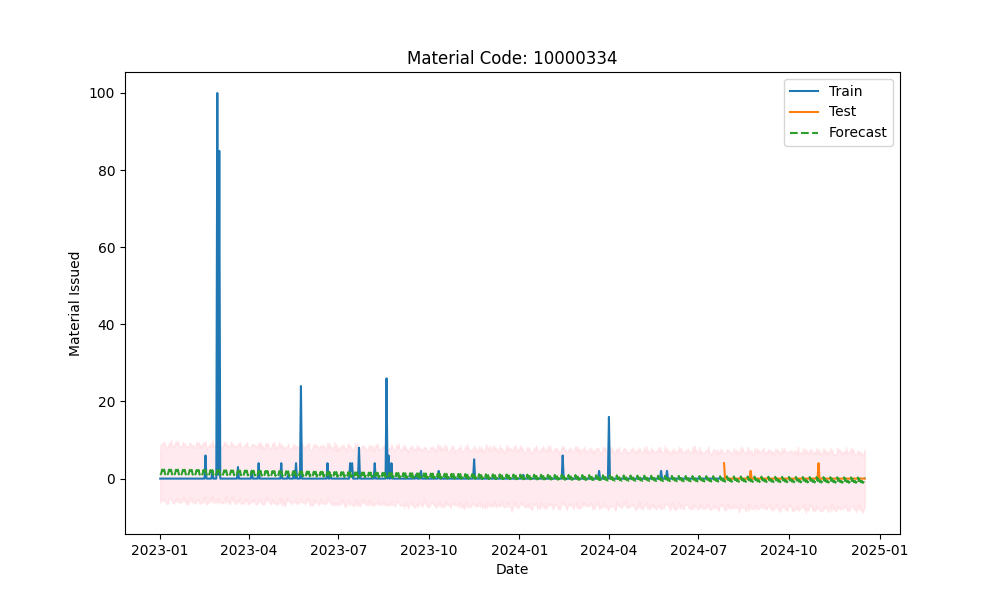 Material Code: 10000334
Train
Test
Forecast
Material Issued
100
80
60
40
20
0
2023-01
2023-04
2023-07
2023-10
2024-01
2024-04
2024-07
2024-10
2025-01
Date